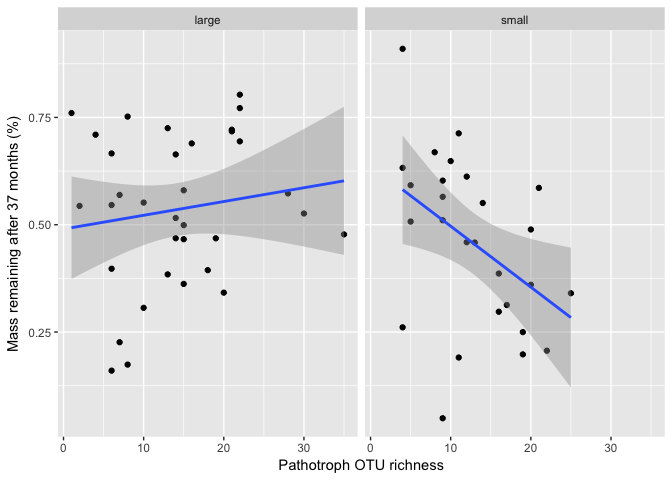 large small
Mass remaining after 37 months (%)
0.75
0.50
0.25
0 10 20 30 0 10 20 30
Pathotroph OTU richness